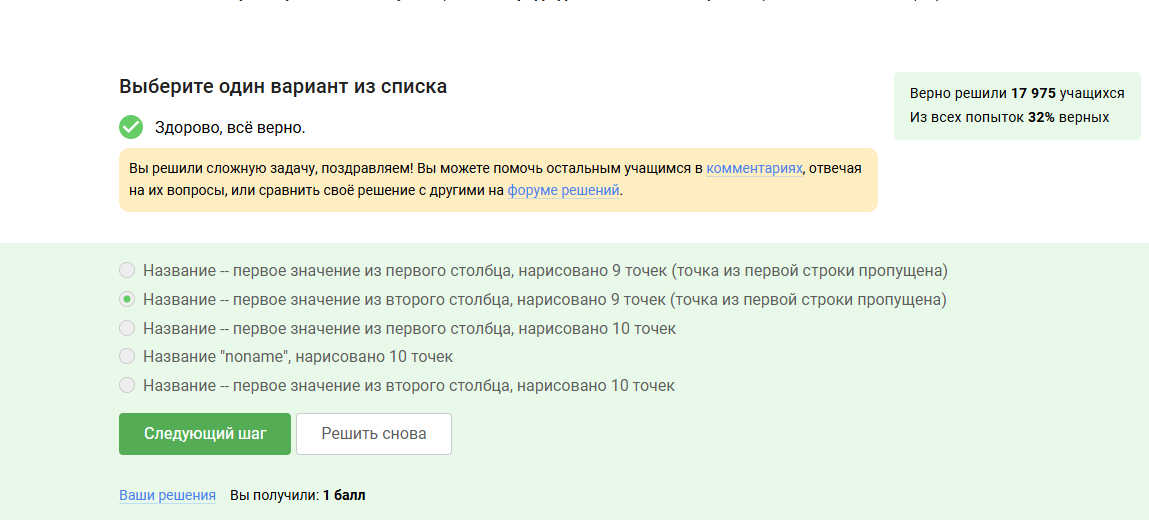 Выберите один вариант из списка
Верно решили 17 975 учащихся
Из всех попыток 32% верных
Здорово, всё верно.
Вы решили сложную задачу, поздравляем! Вы можете помочь остальным учащимся в комментариях, отвечая
на их вопросы, или сравнить своё решение с другими на форуме решений.
Название -- первое значение из первого столбца, нарисовано 9 точек (точка из первой строки пропущена)
Название -- первое значение из второго столбца, нарисовано 9 точек (точка из первой строки пропущена)
Название -- первое значение из первого столбца, нарисовано 10 точек
Название "noname", нарисовано 10 точек
Название -- первое значение из второго столбца, нарисовано 10 точек
Следующий шаг
Решить снова
Ваши решения
Вы получили: 1 балл